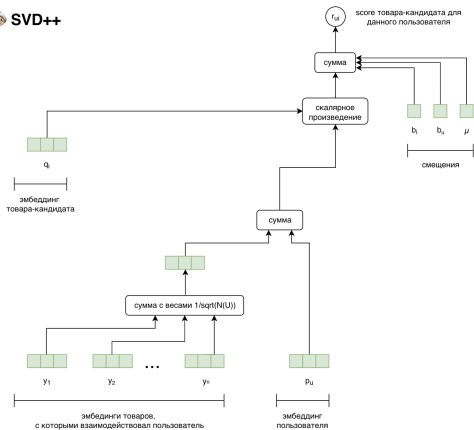 SVD++
r_ui
score товара-кандидата для
данного пользователя
сумма
скалярное
произведение
b_i
b_u
μ
смещения
q_i
эмбеддинг
товара-кандидата
сумма
сумма с весами 1/sqrt(N(U))
y_1
y_2
...
y_n
p_u
эмбединги товаров,
с которыми взаимодействовал пользователь
эмбеддинг
пользователя